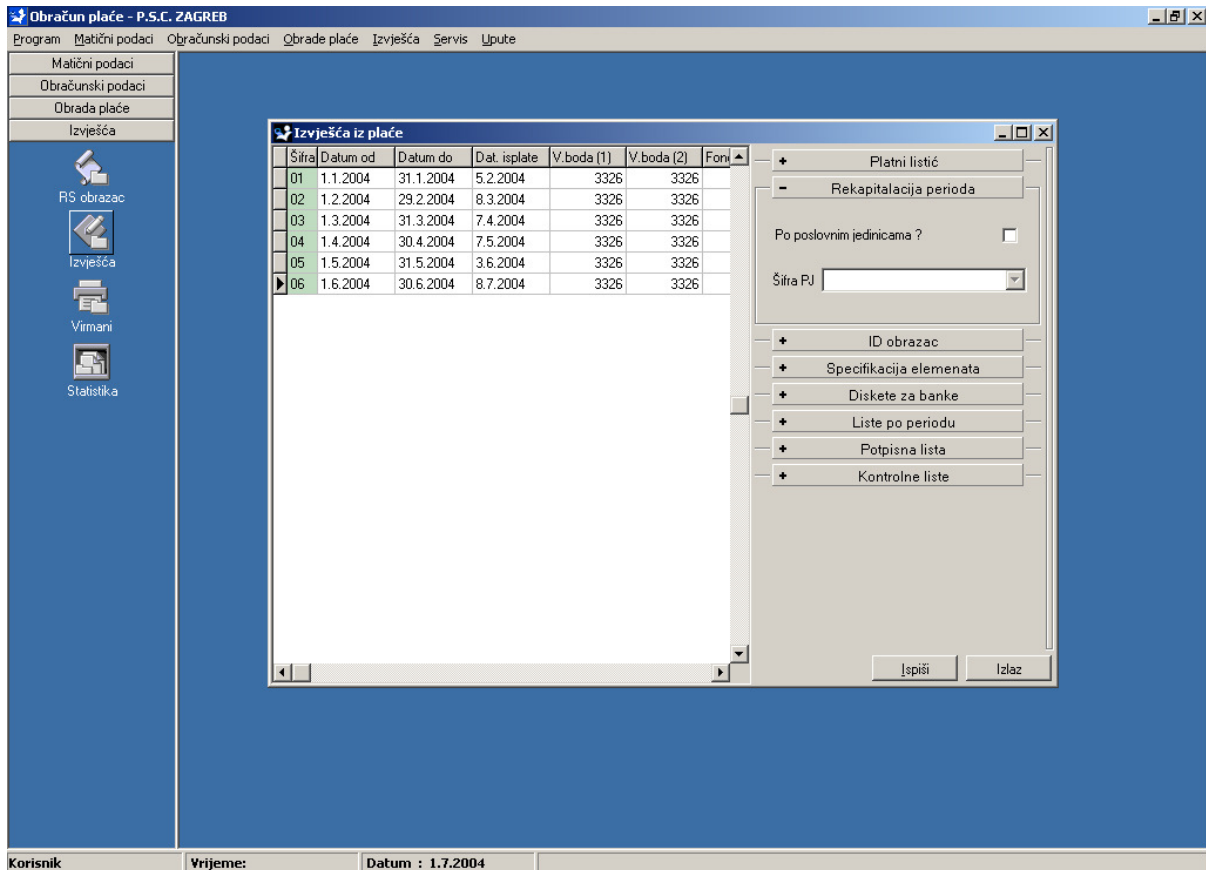 Obračun plaće - P.S.C. ZAGREB
Program Matični podaci Obračunski podaci Obrade plaće Izvješća Servis Upute
Matični podaci
Obračunski podaci
Obrada plaće
Izvješća
RS obrazac
Izvješća
Virmani
Statistika
Izvješća iz plaće
Šifra Datum od Datum do Dat. isplate V.boda (1) V.boda (2) Fon
01 1.1.2004 31.1.2004 5.2.2004 3326 3326
02 1.2.2004 29.2.2004 8.3.2004 3326 3326
03 1.3.2004 31.3.2004 7.4.2004 3326 3326
04 1.4.2004 30.4.2004 7.5.2004 3326 3326
05 1.5.2004 31.5.2004 3.6.2004 3326 3326
06 1.6.2004 30.6.2004 8.7.2004 3326 3326
+ Platni listić
- Rekapitalacija perioda
Po poslovnim jedinicama ?
Šifra PJ
+ ID obrazac
+ Specifikacija elemenata
+ Diskete za banke
+ Liste po periodu
+ Potpisna lista
+ Kontrolne liste
Ispiši Izlaz
Korisnik Vrijeme: Datum : 1.7.2004